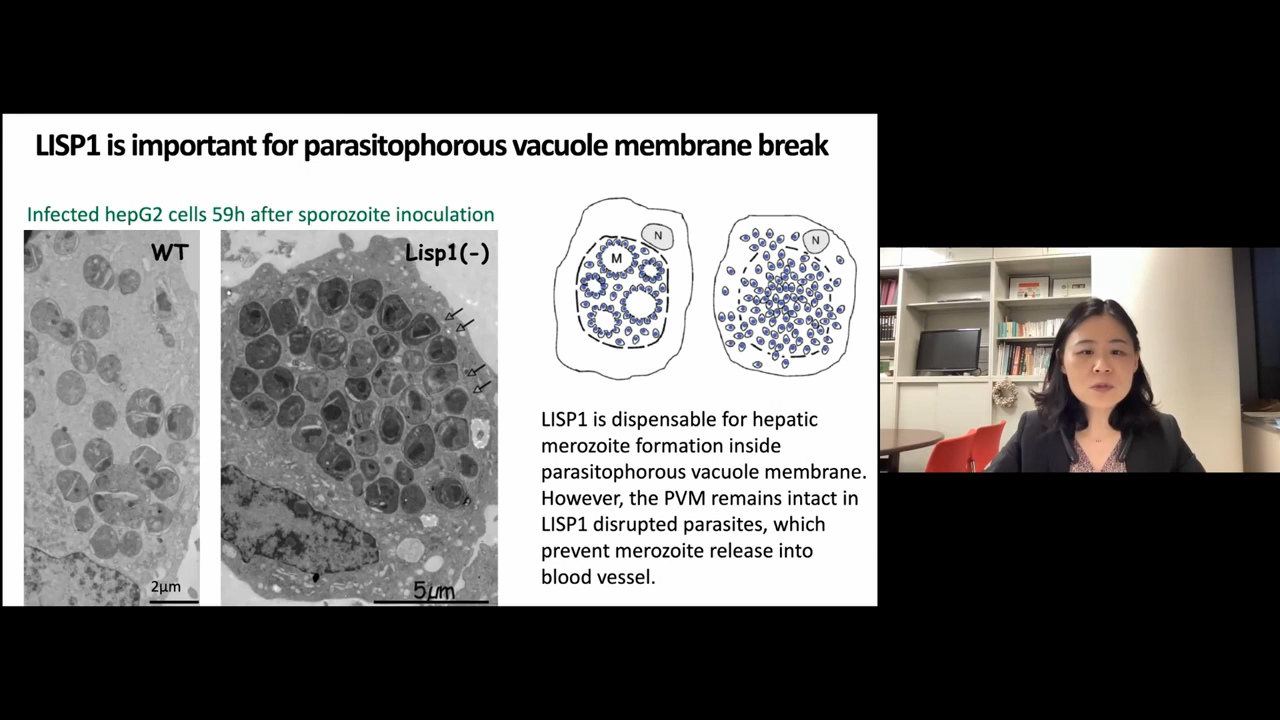 LISP1 is important for parasitophorous vacuole membrane break
Infected hepG2 cells 59h after sporozoite inoculation
WT
Lisp1(-)
2μm
5μm
N
M
N
LISP1 is dispensable for hepatic
merozoite formation inside
parasitophorous vacuole membrane.
However, the PVM remains intact in
LISP1 disrupted parasites, which
prevent merozoite release into
blood vessel.